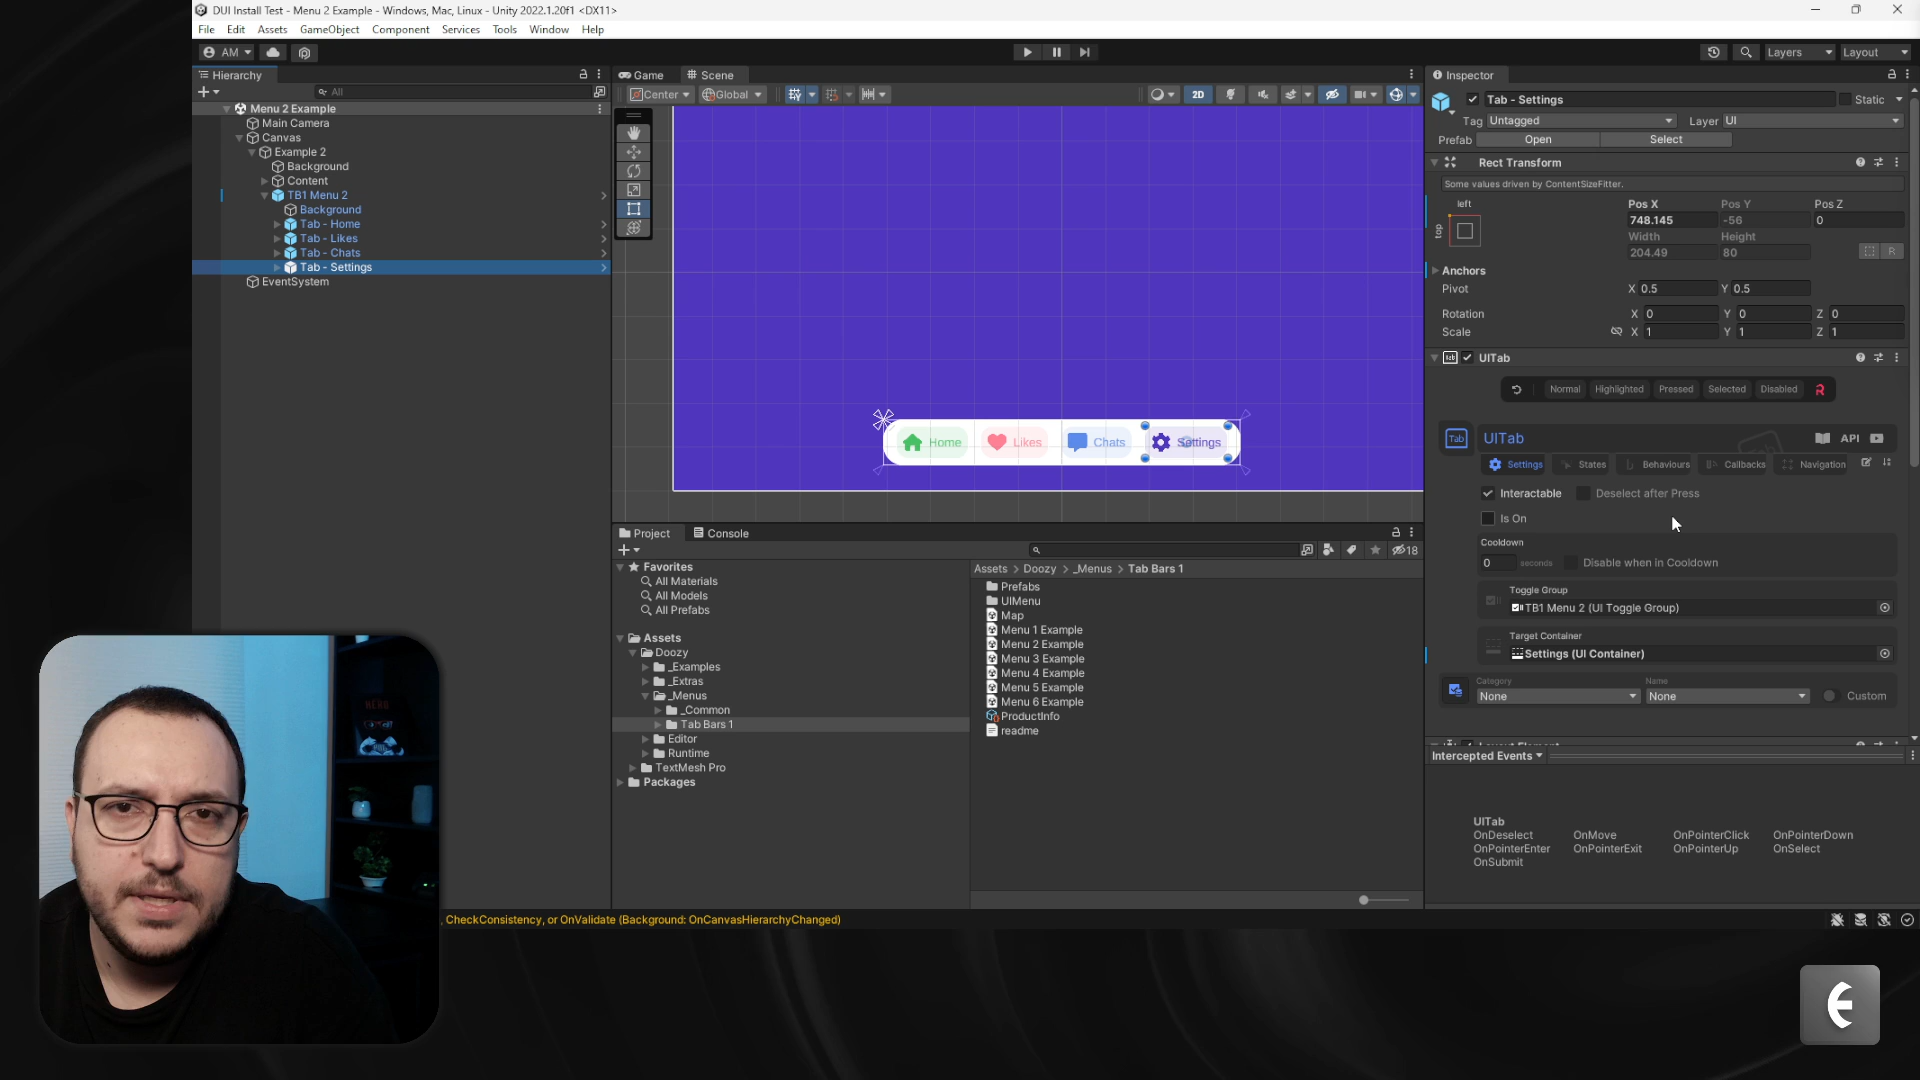 DUI Install Test - Menu 2 Example - Windows, Mac, Linux - Unity 2022.1.20f1 <DX11>
File Edit Assets GameObject Component Services Tools Window Help
AM Layers Layout
Hierarchy
All
Menu 2 Example
Main Camera
Canvas
Example 2
Background
Content
TB1 Menu 2
Background
Tab - Home
Tab - Likes
Tab - Chats
Tab - Settings
EventSystem
Game Scene
Center Global 2D
Home Likes Chats Settings
Project Console
18
Favorites
All Materials
All Models
All Prefabs
Assets
Doozy
_Examples
_Extras
_Menus
_Common
Tab Bars 1
Editor
Runtime
TextMesh Pro
Packages
Assets > Doozy > _Menus > Tab Bars 1
Prefabs
UIMenu
Map
Menu 1 Example
Menu 2 Example
Menu 3 Example
Menu 4 Example
Menu 5 Example
Menu 6 Example
ProductInfo
readme
Inspector
Tab - Settings Static
Tag Untagged Layer UI
Prefab Open Select
Rect Transform
Some values driven by ContentSizeFitter.
left Pos X Pos Y Pos Z
top 748.145 -56 0
Width Height
204.49 80 R
Anchors
Pivot X 0.5 Y 0.5
Rotation X 0 Y 0 Z 0
Scale X 1 Y 1 Z 1
UITab
Normal Highlighted Pressed Selected Disabled R
Tab UITab API
Settings States Behaviours Callbacks Navigation
Interactable Deselect after Press
Is On
Cooldown
0 seconds Disable when in Cooldown
Toggle Group
TB1 Menu 2 (UI Toggle Group)
Target Container
Settings (UI Container)
Category Name
None None Custom
Intercepted Events
UITab
OnDeselect OnMove OnPointerClick OnPointerDown
OnPointerEnter OnPointerExit OnPointerUp OnSelect
OnSubmit
, CheckConsistency, or OnValidate (Background: OnCanvasHierarchyChanged)